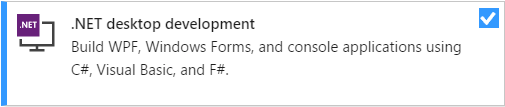 .NET
.NET desktop development
Build WPF, Windows Forms, and console applications using
C#, Visual Basic, and F#.